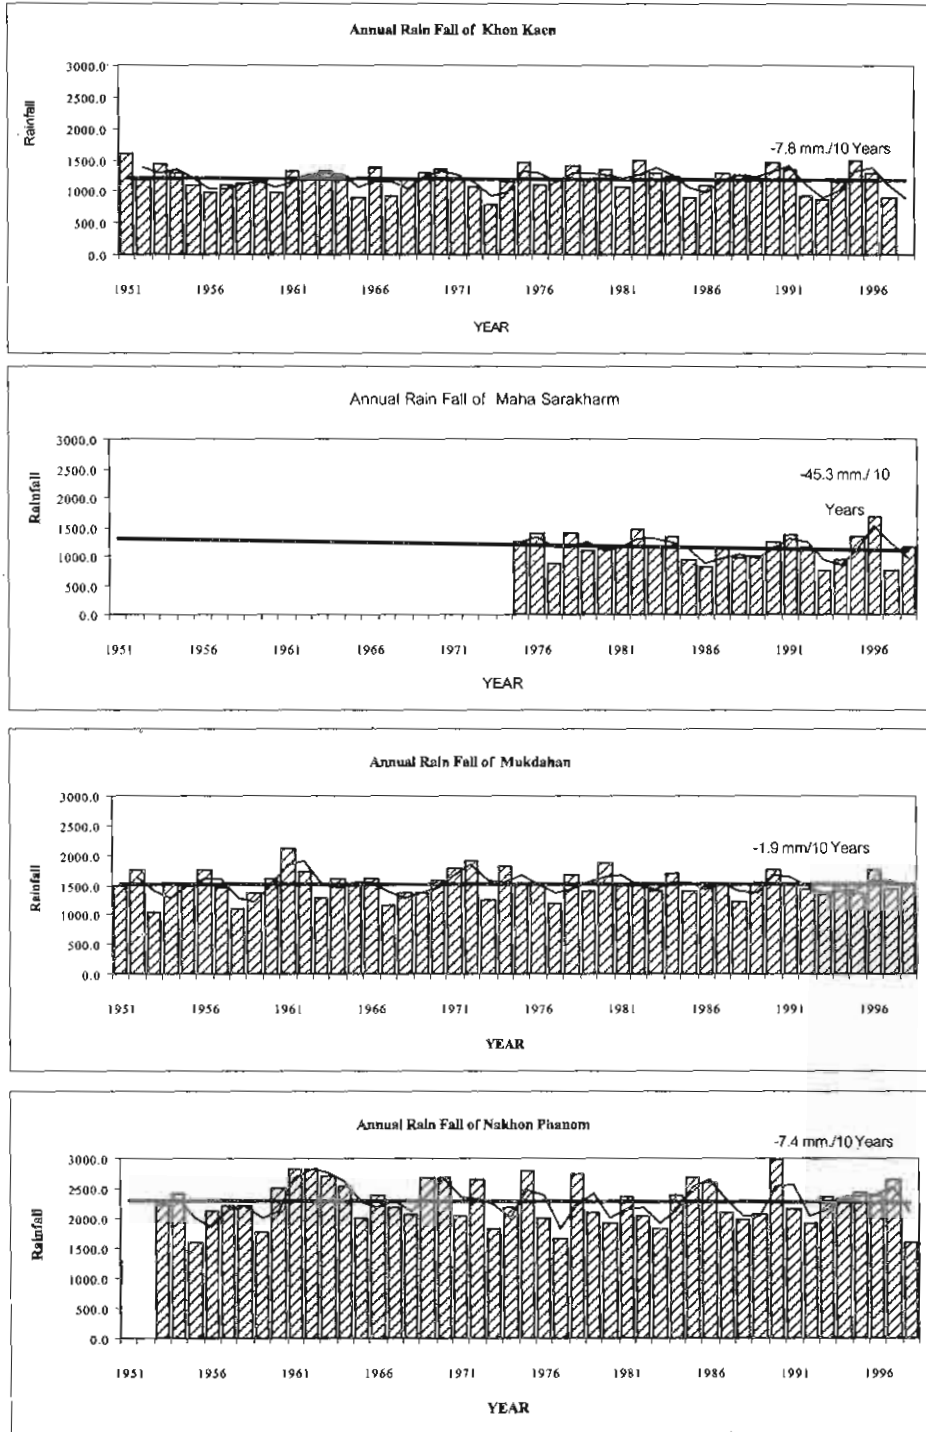 Annual Rain Fall of Khon Kaen
3000.0
2500.0
2000.0
1500.0
1000.0
500.0
0.0
Rainfall
-7.8 mm./10 Years
1951 1956 1961 1966 1971 1976 1981 1986 1991 1996
YEAR
Annual Rain Fall of Maha Sarakharm
3000.0
2500.0
2000.0
1500.0
1000.0
500.0
0.0
Rainfall
-45.3 mm./ 10
Years
1951 1956 1961 1966 1971 1976 1981 1986 1991 1996
YEAR
Annual Rain Fall of Mukdahan
3000.0
2500.0
2000.0
1500.0
1000.0
500.0
0.0
Rainfall
-1.9 mm/10 Years
1951 1956 1961 1966 1971 1976 1981 1986 1991 1996
YEAR
Annual Rain Fall of Nakhon Phanom
-7.4 mm./10 Years
3000.0
2500.0
2000.0
1500.0
1000.0
500.0
0.0
Rainfall
1951 1956 1961 1966 1971 1976 1981 1986 1991 1996
YEAR